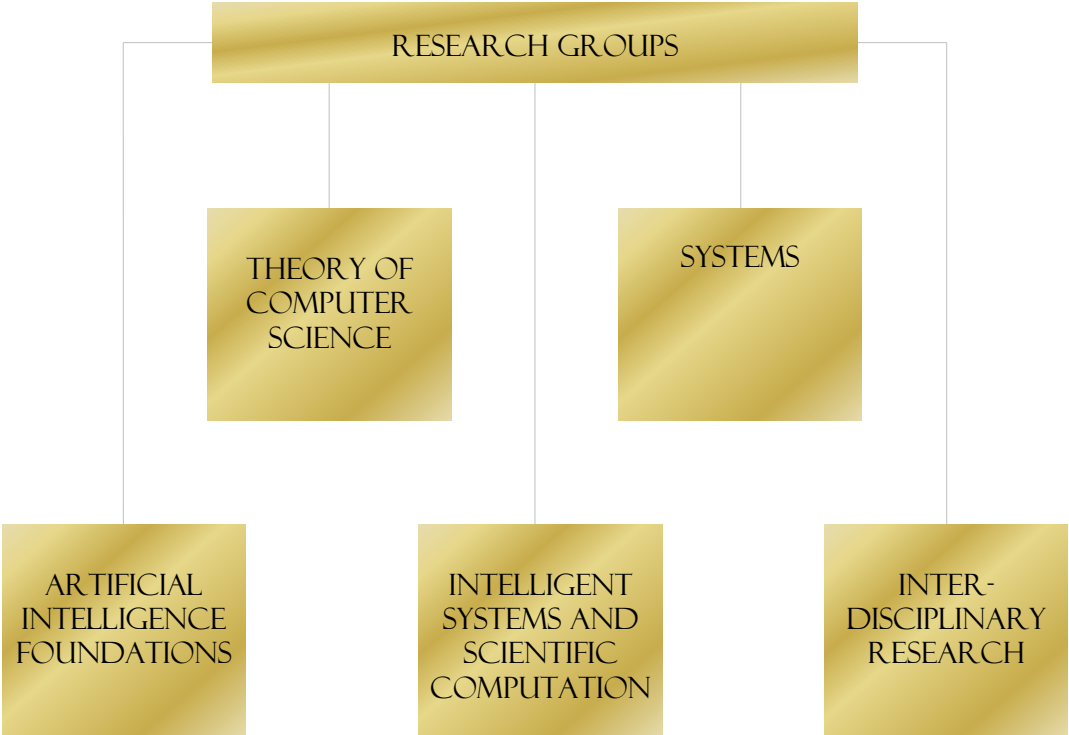 RESEARCH GROUPS
THEORY OF
COMPUTER
SCIENCE
SYSTEMS
ARTIFICIAL
INTELLIGENCE
FOUNDATIONS
INTELLIGENT
SYSTEMS AND
SCIENTIFIC
COMPUTATION
INTER-
DISCIPLINARY
RESEARCH